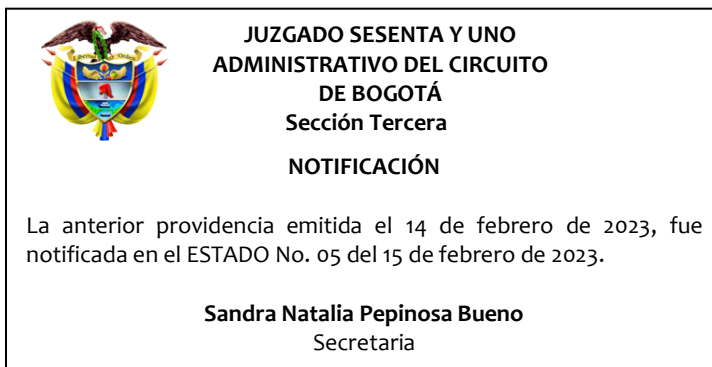 JUZGADO SESENTA Y UNO
ADMINISTRATIVO DEL CIRCUITO
DE BOGOTÁ
Sección Tercera
NOTIFICACIÓN
La anterior providencia emitida el 14 de febrero de 2023, fue
notificada en el ESTADO No. 05 del 15 de febrero de 2023.
Sandra Natalia Pepinosa Bueno
Secretaria